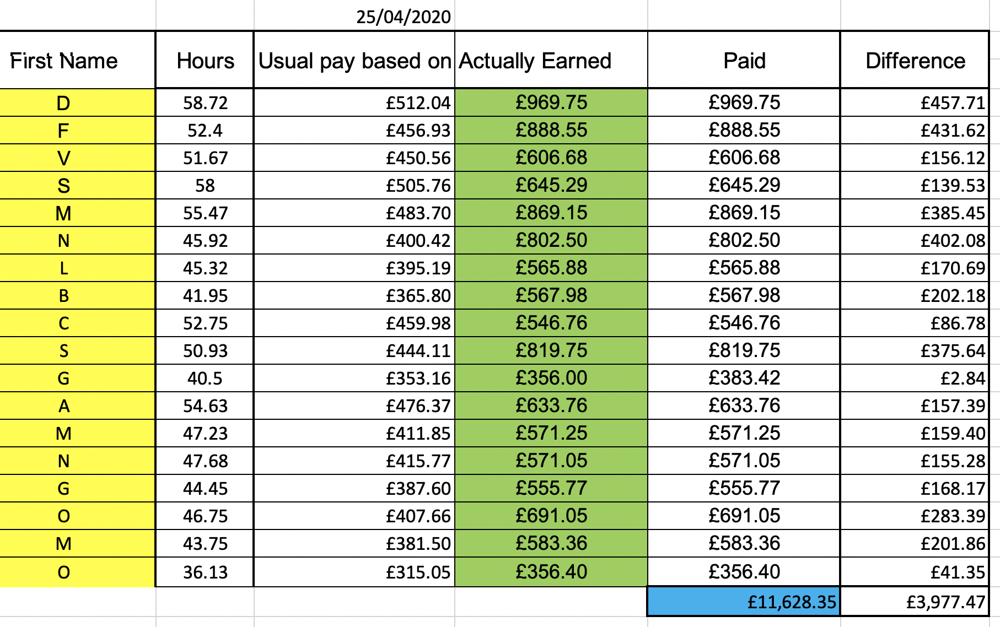 25/04/2020
First Name Hours Usual pay based on Actually Earned Paid Difference
D 58.72 £512.04 £969.75 £969.75 £457.71
F 52.4 £456.93 £888.55 £888.55 £431.62
V 51.67 £450.56 £606.68 £606.68 £156.12
S 58 £505.76 £645.29 £645.29 £139.53
M 55.47 £483.70 £869.15 £869.15 £385.45
N 45.92 £400.42 £802.50 £802.50 £402.08
L 45.32 £395.19 £565.88 £565.88 £170.69
B 41.95 £365.80 £567.98 £567.98 £202.18
C 52.75 £459.98 £546.76 £546.76 £86.78
S 50.93 £444.11 £819.75 £819.75 £375.64
G 40.5 £353.16 £356.00 £383.42 £2.84
A 54.63 £476.37 £633.76 £633.76 £157.39
M 47.23 £411.85 £571.25 £571.25 £159.40
N 47.68 £415.77 £571.05 £571.05 £155.28
G 44.45 £387.60 £555.77 £555.77 £168.17
O 46.75 £407.66 £691.05 £691.05 £283.39
M 43.75 £381.50 £583.36 £583.36 £201.86
O 36.13 £315.05 £356.40 £356.40 £41.35
£11,628.35 £3,977.47